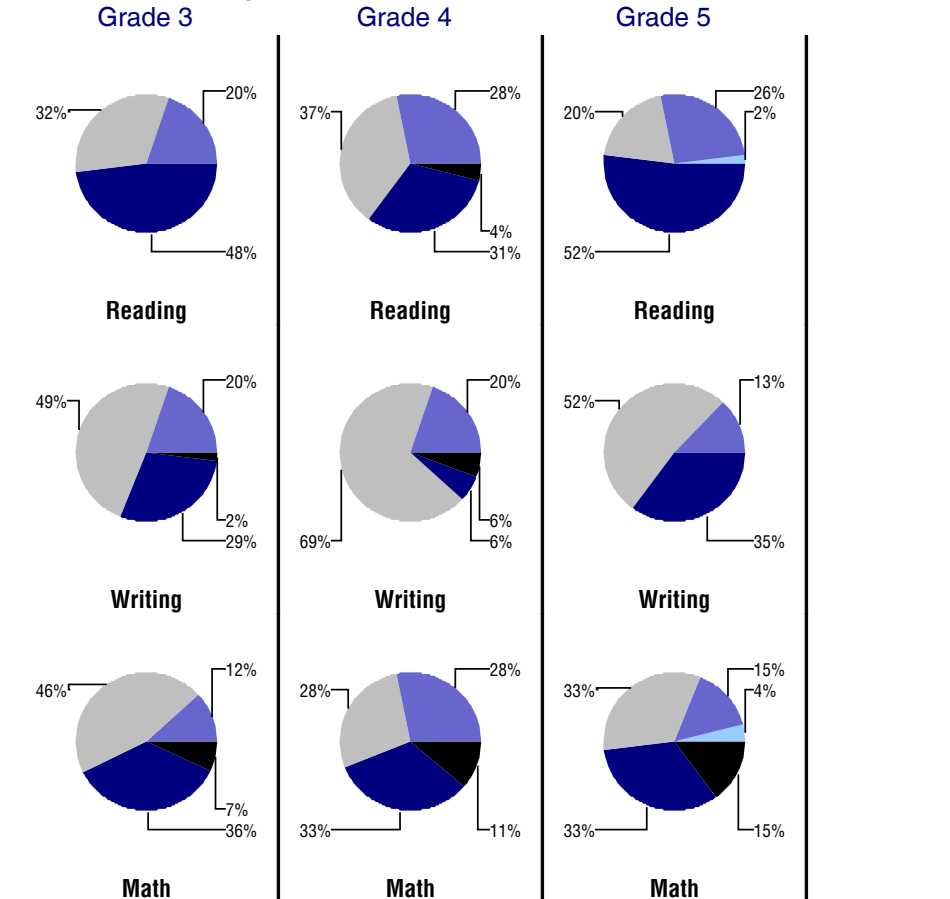 Grade 3 Grade 4 Grade 5
32% 20% 37% 28% 20% 26%
2%
4%
48% 31% 52%
Reading Reading Reading
49% 20% 20% 52% 13%
2% 6%
29% 69% 6% 35%
Writing Writing Writing
46% 12% 28% 28% 33% 15%
4%
7%
36% 33% 11% 33% 15%
Math Math Math